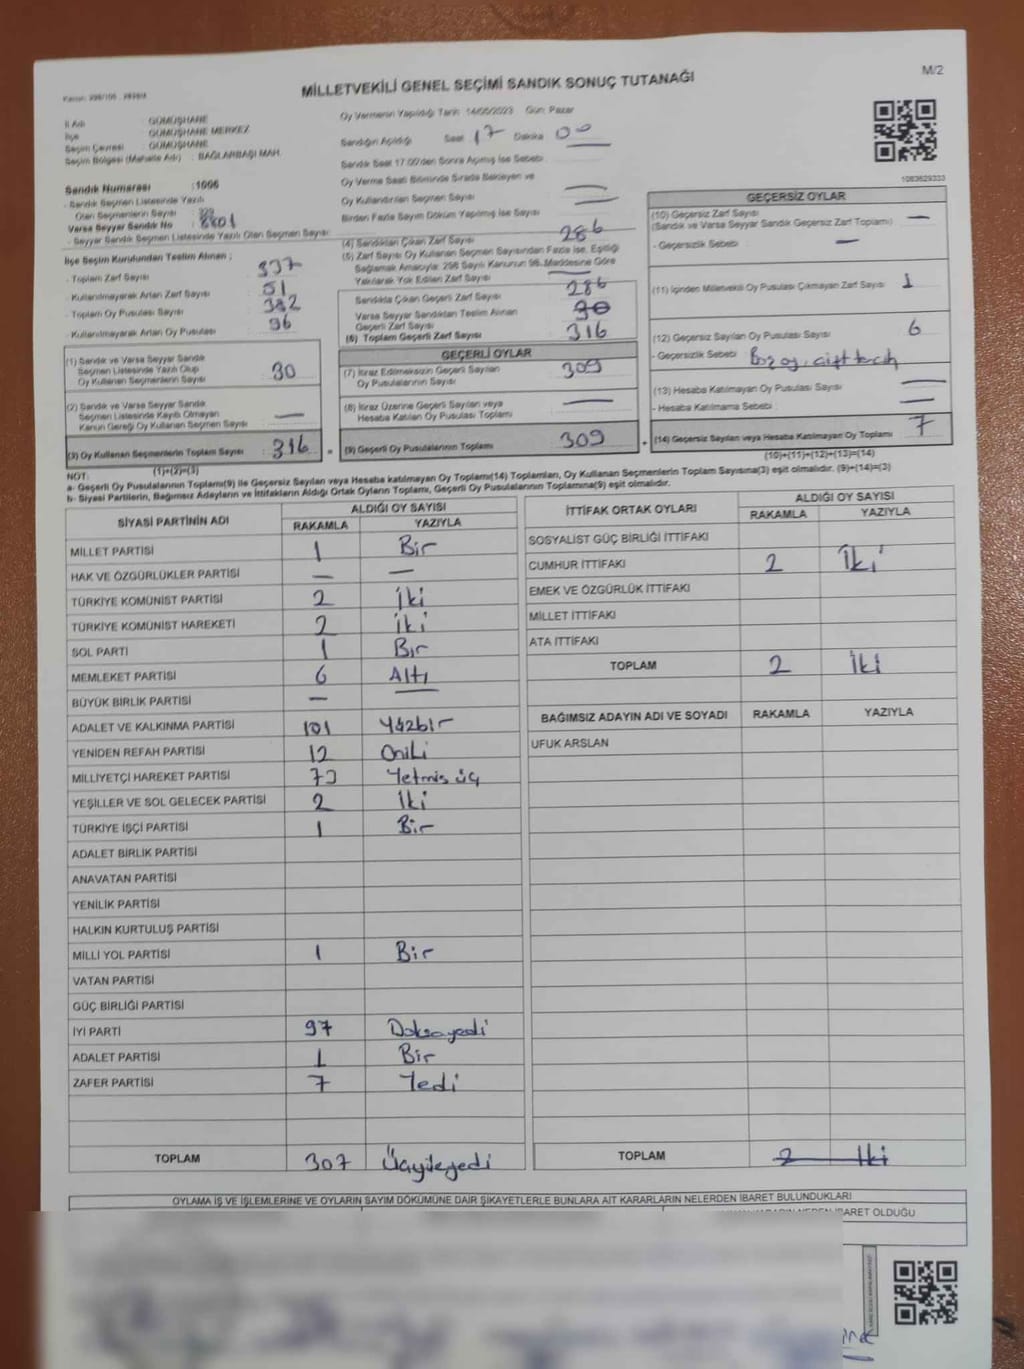 MİLLETVEKİLİ GENEL SEÇİMİ SANDIK SONUÇ TUTANAĞI
M/2
İl Adı : GÜMÜŞHANE
İlçe : GÜMÜŞHANE MERKEZ
Seçim Çevresi : GÜMÜŞHANE
Seçim Bölgesi (Mahalle Adı) : BAĞLARBAŞI MAH.
Sandık Numarası : 1006
- Sandık Seçmen Listesinde Yazılı
Olan Seçmenlerin Sayısı
Varsa Seyyar Sandık No :
- Seyyar Sandık Seçmen Listesinde Yazılı Olan Seçmen Sayısı:
İlçe Seçim Kurulundan Teslim Alınan ;
- Toplam Zarf Sayısı 337
- Kullanılmayarak Artan Zarf Sayısı 51
- Toplam Oy Pusulası Sayısı 382
- Kullanılmayarak Artan Oy Pusulası 96
(1) Sandık ve Varsa Seyyar Sandık
Seçmen Listesinde Yazılı Olup
Oy Kullanan Seçmenlerin Sayısı 30
(2) Sandık ve Varsa Seyyar Sandık
Seçmen Listesinde Kayıtlı Olmayan
Kanun Gereği Oy Kullanan Seçmen Sayısı —
(3) Oy Kullanan Seçmenlerin Toplam Sayısı 316
(1)+(2)=(3)
Oy Vermenin Yapıldığı Tarih : 14/05/2023 Gün: Pazar
Sandığın Açıldığı Saat 17 Dakika 00
Sandık Saat 17.00'den Sonra Açılmış İse Sebebi :
Oy Verme Saati Bitiminde Sırada Bekleyen ve
Oy Kullandırılan Seçmen Sayısı —
Birden Fazla Sayım Döküm Yapılmış İse Sayısı —
(4) Sandıktan Çıkan Zarf Sayısı 286
(5) Zarf Sayısı Oy Kullanan Seçmen Sayısından Fazla İse, Eşitliği
Sağlamak Amacıyla; 298 Sayılı Kanunun 98. Maddesine Göre
Yakılarak Yok Edilen Zarf Sayısı —
Sandıkta Çıkan Geçerli Zarf Sayısı 286
Varsa Seyyar Sandıktan Teslim Alınan
Geçerli Zarf Sayısı 30
(6) Toplam Geçerli Zarf Sayısı 316
GEÇERLİ OYLAR
(7) İtiraz Edilmeksizin Geçerli Sayılan
Oy Pusulalarının Sayısı 309
(8) İtiraz Üzerine Geçerli Sayılan veya
Hesaba Katılan Oy Pusulası Toplamı —
(9) Geçerli Oy Pusulalarının Toplamı 309
1083629333
GEÇERSİZ OYLAR
(10) Geçersiz Zarf Sayısı —
(Sandık ve Varsa Seyyar Sandık Geçersiz Zarf Toplamı)
- Geçersizlik Sebebi : —
(11) İçinden Milletvekili Oy Pusulası Çıkmayan Zarf Sayısı 1
(12) Geçersiz Sayılan Oy Pusulası Sayısı 6
- Geçersizlik Sebebi Boz oy, çift tercih
(13) Hesaba Katılmayan Oy Pusulası Sayısı —
- Hesaba Katılmama Sebebi : —
(14) Geçersiz Sayılan veya Hesaba Katılmayan Oy Toplamı 7
(10)+(11)+(12)+(13)=(14)
NOT:
a- Geçerli Oy Pusulalarının Toplamı(9) ile Geçersiz Sayılan veya Hesaba katılmayan Oy Toplamı(14) Toplamları, Oy Kullanan Seçmenlerin Toplam Sayısına(3) eşit olmalıdır. (9)+(14)=(3)
b- Siyasi Partilerin, Bağımsız Adayların ve İttifakların Aldığı Ortak Oyların Toplamı, Geçerli Oy Pusulalarının Toplamına(9) eşit olmalıdır.
SİYASİ PARTİNİN ADI ALDIĞI OY SAYISI
RAKAMLA YAZIYLA
MİLLET PARTİSİ 1 Bir
HAK VE ÖZGÜRLÜKLER PARTİSİ — —
TÜRKİYE KOMÜNİST PARTİSİ 2 İki
TÜRKİYE KOMÜNİST HAREKETİ 2 İki
SOL PARTİ 1 Bir
MEMLEKET PARTİSİ 6 Altı
BÜYÜK BİRLİK PARTİSİ —
ADALET VE KALKINMA PARTİSİ 101 Yüzbir
YENİDEN REFAH PARTİSİ 12 Oniki
MİLLİYETÇİ HAREKET PARTİSİ 73 Yetmiş üç
YEŞİLLER VE SOL GELECEK PARTİSİ 2 İki
TÜRKİYE İŞÇİ PARTİSİ 1 Bir
ADALET BİRLİK PARTİSİ
ANAVATAN PARTİSİ
YENİLİK PARTİSİ
HALKIN KURTULUŞ PARTİSİ
MİLLİ YOL PARTİSİ 1 Bir
VATAN PARTİSİ
GÜÇ BİRLİĞİ PARTİSİ
İYİ PARTİ 97 Doksanyedi
ADALET PARTİSİ 1 Bir
ZAFER PARTİSİ 7 Yedi
TOPLAM 307 Üçyüzyedi
İTTİFAK ORTAK OYLARI ALDIĞI OY SAYISI
RAKAMLA YAZIYLA
SOSYALİST GÜÇ BİRLİĞİ İTTİFAKI
CUMHUR İTTİFAKI 2 İki
EMEK VE ÖZGÜRLÜK İTTİFAKI
MİLLET İTTİFAKI
ATA İTTİFAKI
TOPLAM 2 İki
BAĞIMSIZ ADAYIN ADI VE SOYADI RAKAMLA YAZIYLA
UFUK ARSLAN
TOPLAM 2 İki
OYLAMA İŞ VE İŞLEMLERİNE VE OYLARIN SAYIM DÖKÜMÜNE DAİR ŞİKAYETLERLE BUNLARA AİT KARARLARIN NELERDEN İBARET BULUNDUKLARI
NEDEN İBARET OLDUĞU